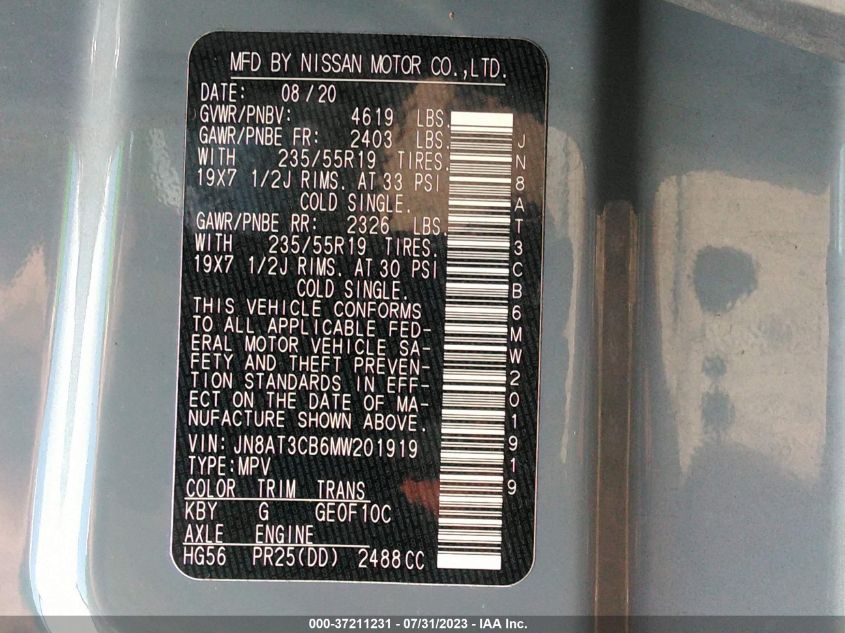 MFD BY NISSAN MOTOR CO.,LTD.
DATE: 08/20
GVWR/PNBV: 4619 LBS.
GAWR/PNBE FR: 2403 LBS.
WITH 235/55R19 TIRES.
19X7 1/2J RIMS. AT 33 PSI
COLD SINGLE.
GAWR/PNBE RR: 2326 LBS.
WITH 235/55R19 TIRES.
19X7 1/2J RIMS. AT 30 PSI
COLD SINGLE.
THIS VEHICLE CONFORMS
TO ALL APPLICABLE FED-
ERAL MOTOR VEHICLE SA-
FETY AND THEFT PREVEN-
TION STANDARDS IN EFF-
ECT ON THE DATE OF MA-
NUFACTURE SHOWN ABOVE.
VIN: JN8AT3CB6MW201919
TYPE:MPV
COLOR TRIM TRANS
KBY G GE0F10C
AXLE ENGINE
HG56 PR25(DD) 2488CC
JN8AT3CB6MW201919
000-37211231 - 07/31/2023 - IAA Inc.